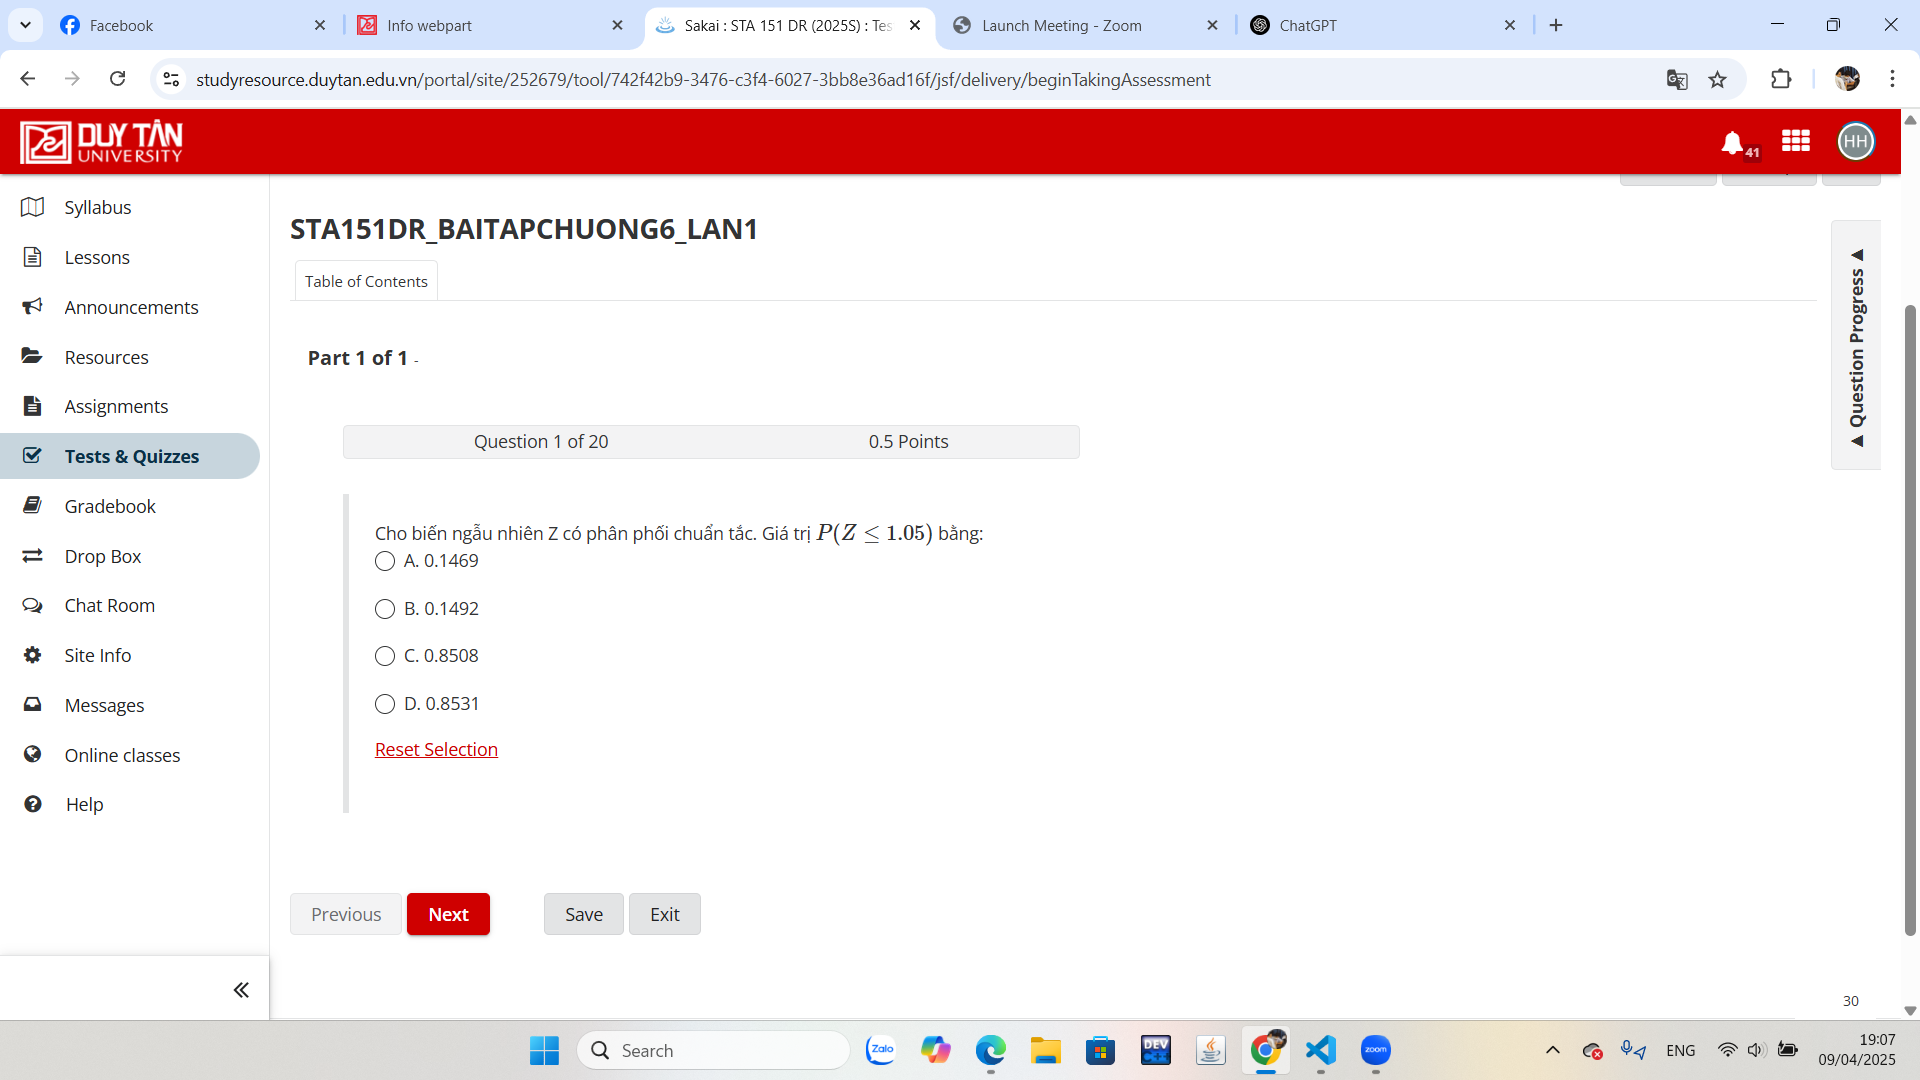 Facebook
Info webpart
Sakai : STA 151 DR (2025S) : Tes
Launch Meeting - Zoom
ChatGPT
studyresource.duytan.edu.vn/portal/site/252679/tool/742f42b9-3476-c3f4-6027-3bb8e36ad16f/jsf/delivery/beginTakingAssessment
DUY TÂN
UNIVERSITY
41
HH
Syllabus
Lessons
Announcements
Resources
Assignments
Tests & Quizzes
Gradebook
Drop Box
Chat Room
Site Info
Messages
Online classes
Help
STA151DR_BAITAPCHUONG6_LAN1
Table of Contents
Question Progress
Part 1 of 1 -
Question 1 of 20 0.5 Points
Cho biến ngẫu nhiên Z có phân phối chuẩn tắc. Giá trị P(Z ≤ 1.05) bằng:
A. 0.1469
B. 0.1492
C. 0.8508
D. 0.8531
Reset Selection
Previous Next Save Exit
30
Search
Zalo
DEV
zoom
ENG
19:07
09/04/2025